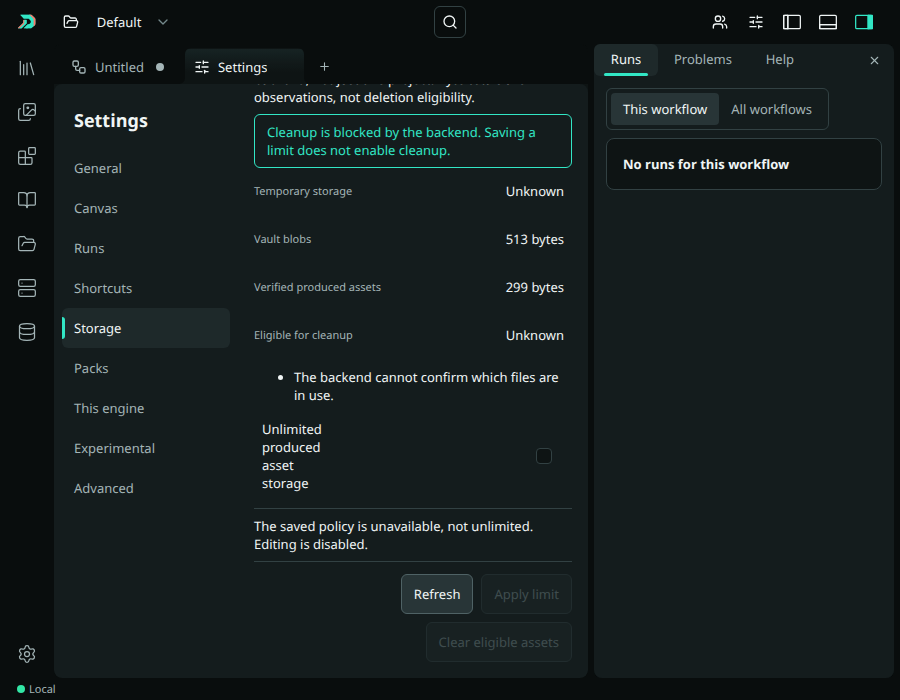 Default
Untitled
Settings
Runs
Problems
Help
Settings
General
Canvas
Runs
Shortcuts
Storage
Packs
This engine
Experimental
Advanced
observations, not deletion eligibility.
Cleanup is blocked by the backend. Saving a
limit does not enable cleanup.
Temporary storage
Unknown
Vault blobs
513 bytes
Verified produced assets
299 bytes
Eligible for cleanup
Unknown
The backend cannot confirm which files are
in use.
Unlimited
produced
asset
storage
The saved policy is unavailable, not unlimited.
Editing is disabled.
Refresh
Apply limit
Clear eligible assets
This workflow
All workflows
No runs for this workflow
Local